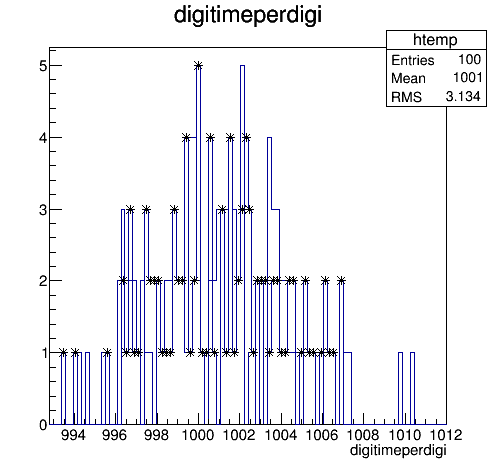 digitimeperdigi
htemp
Entries 100
Mean 1001
RMS 3.134
5
4
3
2
1
0
994 996 998 1000 1002 1004 1006 1008 1010 1012
digitimeperdigi